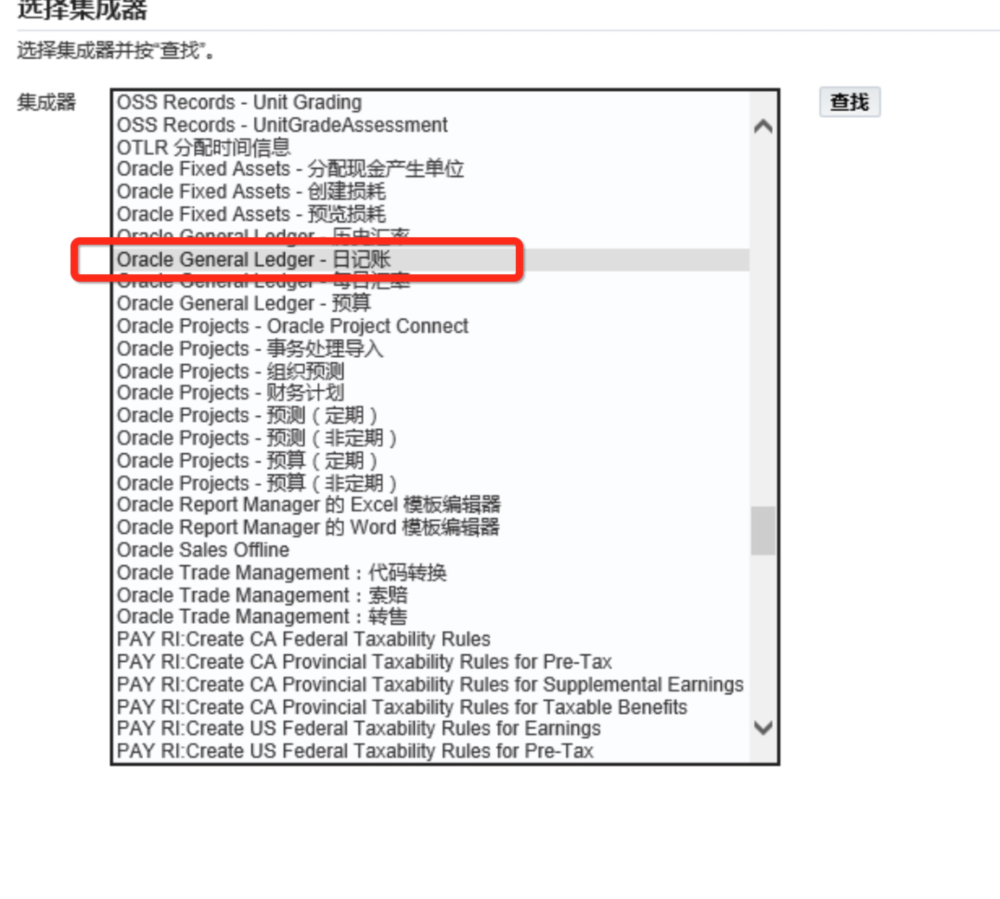 选择集成器
选择集成器并按“查找”。
集成器
查找
OSS Records - Unit Grading
OSS Records - UnitGradeAssessment
OTLR 分配时间信息
Oracle Fixed Assets - 分配现金产生单位
Oracle Fixed Assets - 创建损耗
Oracle Fixed Assets - 预览损耗
Oracle General Ledger - 历史汇率
Oracle General Ledger - 日记账
Oracle General Ledger - 每日汇率
Oracle General Ledger - 预算
Oracle Projects - Oracle Project Connect
Oracle Projects - 事务处理导入
Oracle Projects - 组织预测
Oracle Projects - 财务计划
Oracle Projects - 预测（定期）
Oracle Projects - 预测（非定期）
Oracle Projects - 预算（定期）
Oracle Projects - 预算（非定期）
Oracle Report Manager 的 Excel 模板编辑器
Oracle Report Manager 的 Word 模板编辑器
Oracle Sales Offline
Oracle Trade Management：代码转换
Oracle Trade Management：索赔
Oracle Trade Management：转售
PAY RI:Create CA Federal Taxability Rules
PAY RI:Create CA Provincial Taxability Rules for Pre-Tax
PAY RI:Create CA Provincial Taxability Rules for Supplemental Earnings
PAY RI:Create CA Provincial Taxability Rules for Taxable Benefits
PAY RI:Create US Federal Taxability Rules for Earnings
PAY RI:Create US Federal Taxability Rules for Pre-Tax